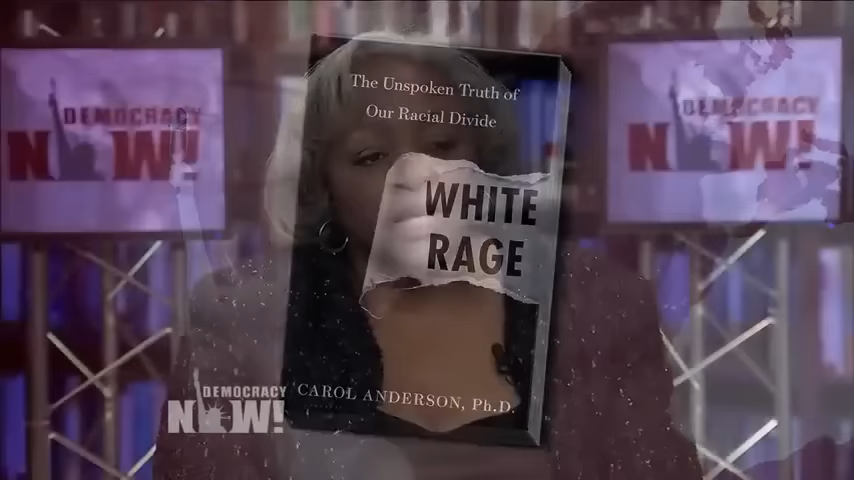 The Unspoken Truth of
Our Racial Divide
WHITE
RAGE
CAROL ANDERSON, Ph.D.
DEMOCRACY
NOW!
DEMOCRACY
NOW!
DEMOCRACY
NOW!